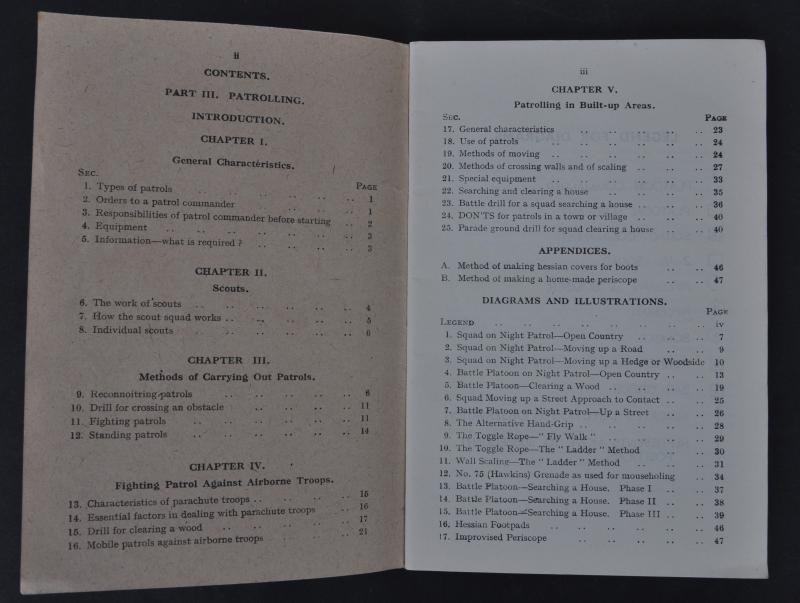 ii
CONTENTS.
PART III. PATROLLING.
INTRODUCTION.
CHAPTER I.
General Characteristics.
SEC. PAGE
1. Types of patrols .. .. .. .. .. 1
2. Orders to a patrol commander .. .. .. 1
3. Responsibilities of patrol commander before starting .. 2
4. Equipment .. .. .. .. .. 3
5. Information—what is required ? .. .. .. 3
CHAPTER II.
Scouts.
6. The work of scouts .. .. .. .. .. 4
7. How the scout squad works .. .. .. .. 5
8. Individual scouts .. .. .. .. .. 6
CHAPTER III.
Methods of Carrying Out Patrols.
9. Reconnoitring patrols .. .. .. .. 6
10. Drill for crossing an obstacle .. .. .. .. 11
11. Fighting patrols .. .. .. .. .. 11
12. Standing patrols .. .. .. .. .. 14
CHAPTER IV.
Fighting Patrol Against Airborne Troops.
13. Characteristics of parachute troops .. .. .. .. 15
14. Essential factors in dealing with parachute troops .. 16
15. Drill for clearing a wood .. .. .. .. 17
16. Mobile patrols against airborne troops .. .. .. 21
iii
CHAPTER V.
Patrolling in Built-up Areas.
SEC. PAGE
17. General characteristics .. .. .. .. .. 23
18. Use of patrols .. .. .. .. .. .. 24
19. Methods of moving .. .. .. .. .. 24
20. Methods of crossing walls and of scaling .. .. .. 27
21. Special equipment .. .. .. .. .. 33
22. Searching and clearing a house .. .. .. .. 35
23. Battle drill for a squad searching a house .. .. .. 36
24. DON'TS for patrols in a town or village .. .. .. 40
25. Parade ground drill for squad clearing a house .. .. 40
APPENDICES.
A. Method of making hessian covers for boots .. .. 46
B. Method of making a home-made periscope .. .. 47
DIAGRAMS AND ILLUSTRATIONS.
PAGE
LEGEND .. .. .. .. .. .. .. iv
1. Squad on Night Patrol—Open Country .. .. .. 7
2. Squad on Night Patrol—Moving up a Road .. .. 9
3. Squad on Night Patrol—Moving up a Hedge or Woodside 10
4. Battle Platoon on Night Patrol—Open Country .. .. 13
5. Battle Platoon—Clearing a Wood .. .. .. 19
6. Squad Moving up a Street Approach to Contact .. .. 25
7. Battle Platoon on Night Patrol—Up a Street .. .. 26
8. The Alternative Hand-Grip .. .. .. .. .. 28
9. The Toggle Rope—" Fly Walk " .. .. .. .. 29
10. The Toggle Rope—The " Ladder " Method .. .. 30
11. Wall Scaling—The " Ladder " Method .. .. .. 31
12. No. 75 (Hawkins) Grenade as used for mouseholing 34
13. Battle Platoon—Searching a House. Phase I .. .. 37
14. Battle Platoon—Searching a House. Phase II .. .. 38
15. Battle Platoon—Searching a House. Phase III .. .. 39
16. Hessian Footpads .. .. .. .. .. 46
17. Improvised Periscope .. .. .. .. .. 47